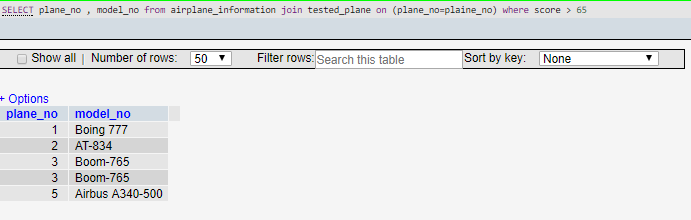 SELECT plane_no , model_no from airplane_information join tested_plane on (plane_no=plaine_no) where score > 65
Show all | Number of rows: 50 Filter rows: Search this table Sort by key: None
+ Options
plane_no model_no
1 Boing 777
2 AT-834
3 Boom-765
3 Boom-765
5 Airbus A340-500